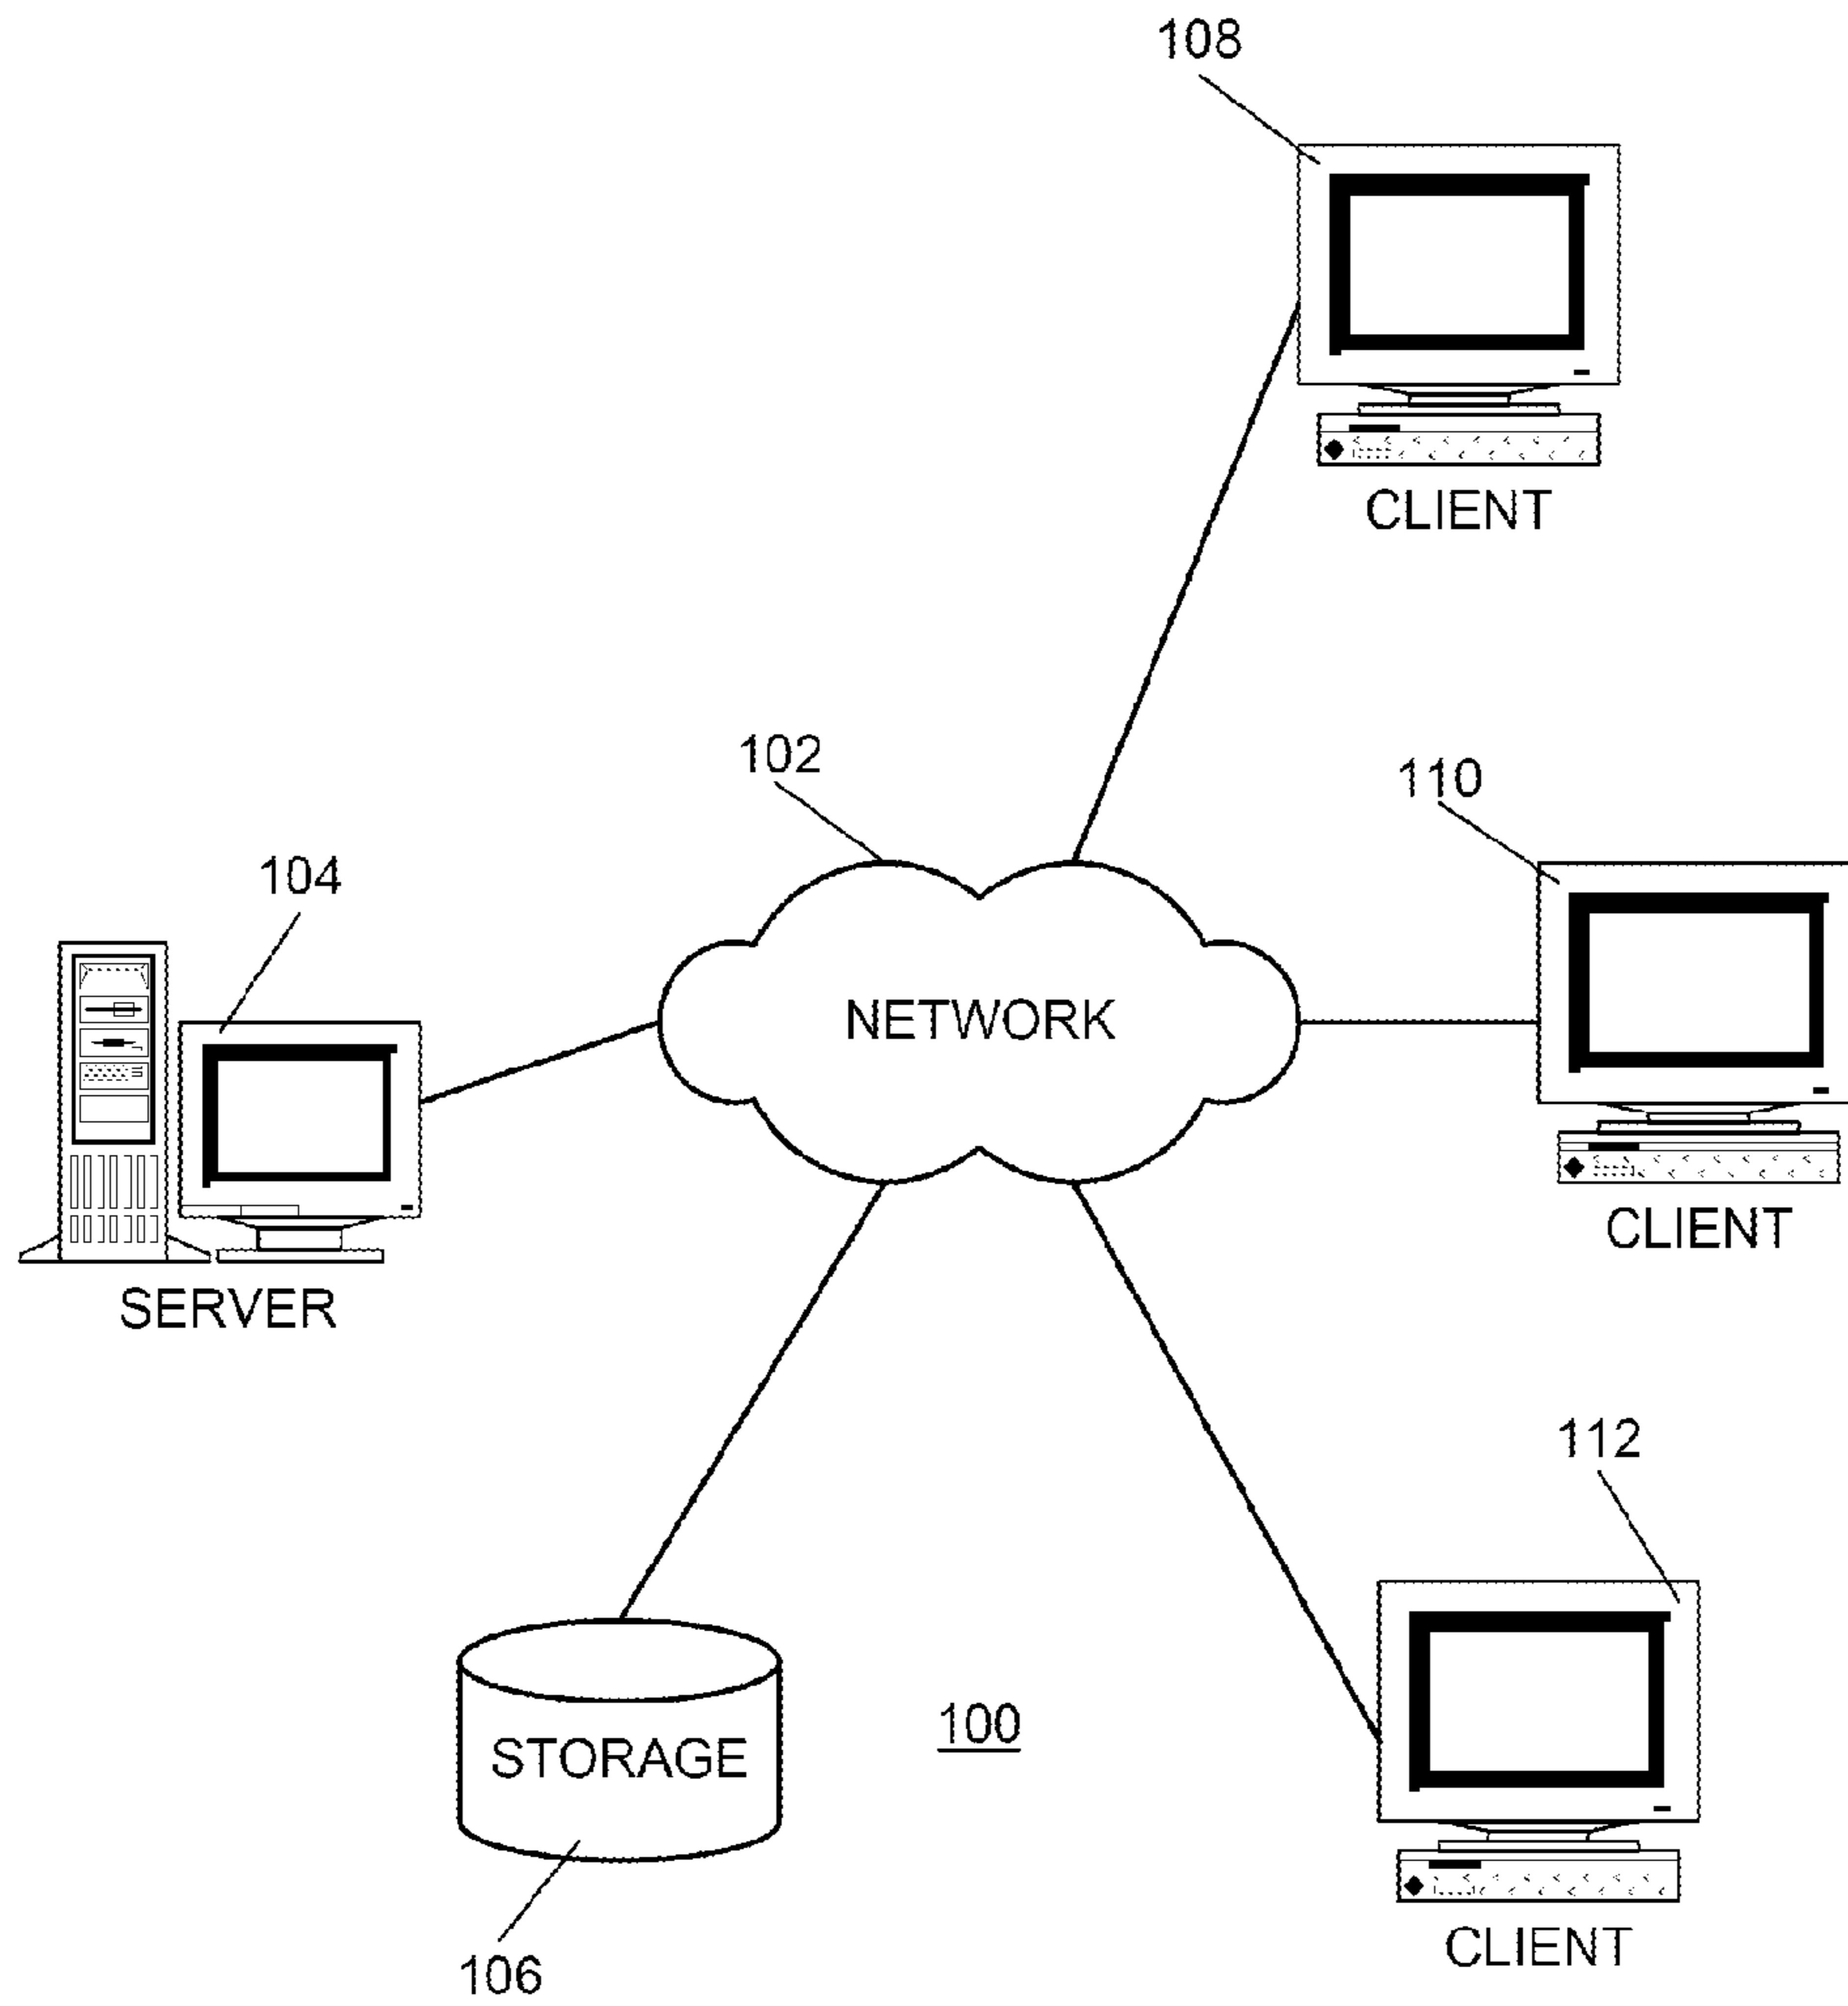 108
CLIENT
102
110
104
NETWORK
CLIENT
SERVER
112
100
STORAGE
CLIENT
106